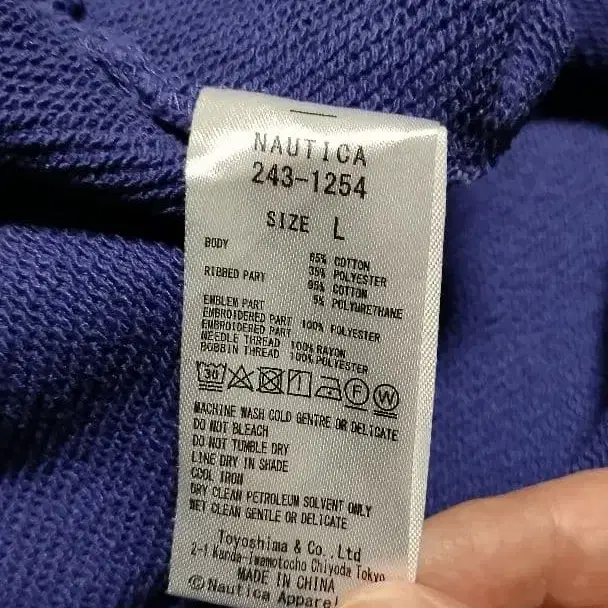 NAUTICA
243-1254
SIZE L
BODY 65% COTTON
35% POLYESTER
RIBBED PART 95% COTTON
5% POLYURETHANE
EMBLEM PART
EMBROIDERED PART 100% POLYESTER
EMBROIDERED PART
NEEDLE THREAD 100% RAYON
BOBBIN THREAD 100% POLYESTER
30 F W
MACHINE WASH COLD GENTRE OR DELICATE
DO NOT BLEACH
DO NOT TUMBLE DRY
LINE DRY IN SHADE
COOL IRON
DRY CLEAN PETROLEUM SOLVENT ONLY
WET CLEAN GENTLE OR DELICATE
Toyoshima & Co.,Ltd
2-1 Kanda-iwamotocho Chiyoda Tokyo
MADE IN CHINA
©Nautica Apparel